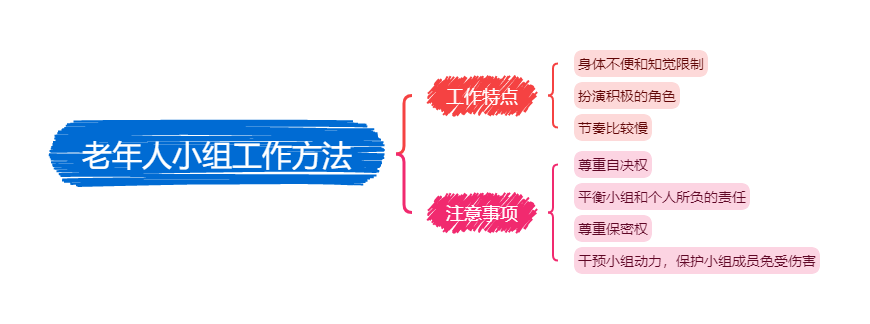 老年人小组工作方法
工作特点
身体不便和知觉限制
扮演积极的角色
节奏比较慢
注意事项
尊重自决权
平衡小组和个人所负的责任
尊重保密权
干预小组动力，保护小组成员免受伤害